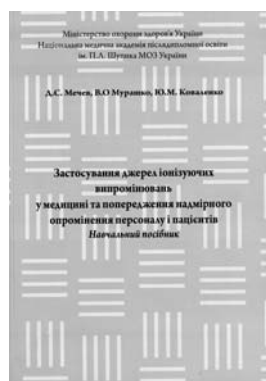 Міністерство охорони здоров'я України
Національна медична академія післядипломної освіти
ім. П.Л. Шупика МОЗ України
Д.С. Мечев, В.О Мурашко, Ю.М. Коваленко
Застосування джерел іонізуючих
випромінювань
у медицині та попередження надмірного
опромінення персоналу і пацієнтів
Навчальний посібник